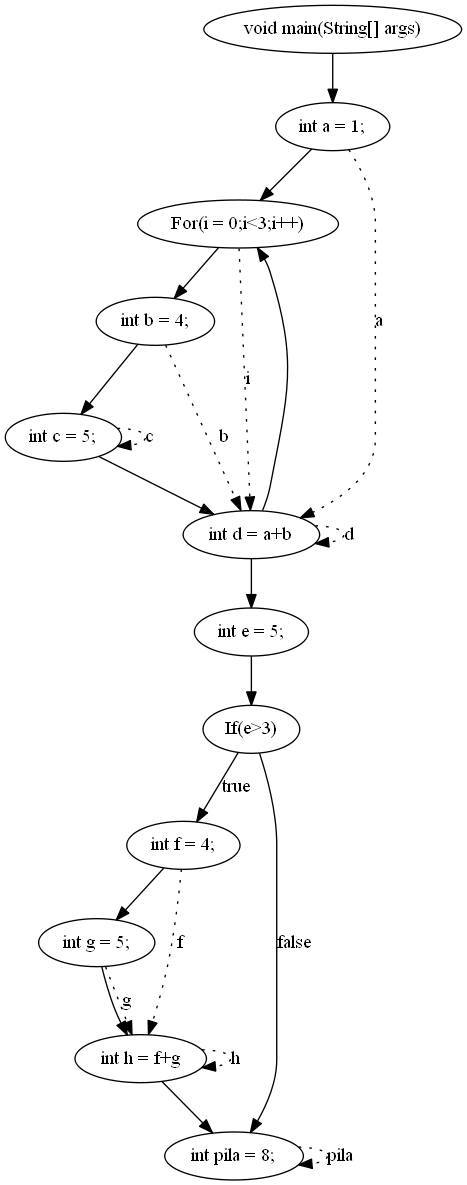 void main(String[] args)
int a = 1;
For(i = 0;i<3;i++)
a
int b = 4;
i
b
int c = 5;
c
int d = a+b
d
int e = 5;
If(e>3)
true
int f = 4;
false
f
int g = 5;
g
int h = f+g
h
int pila = 8;
pila